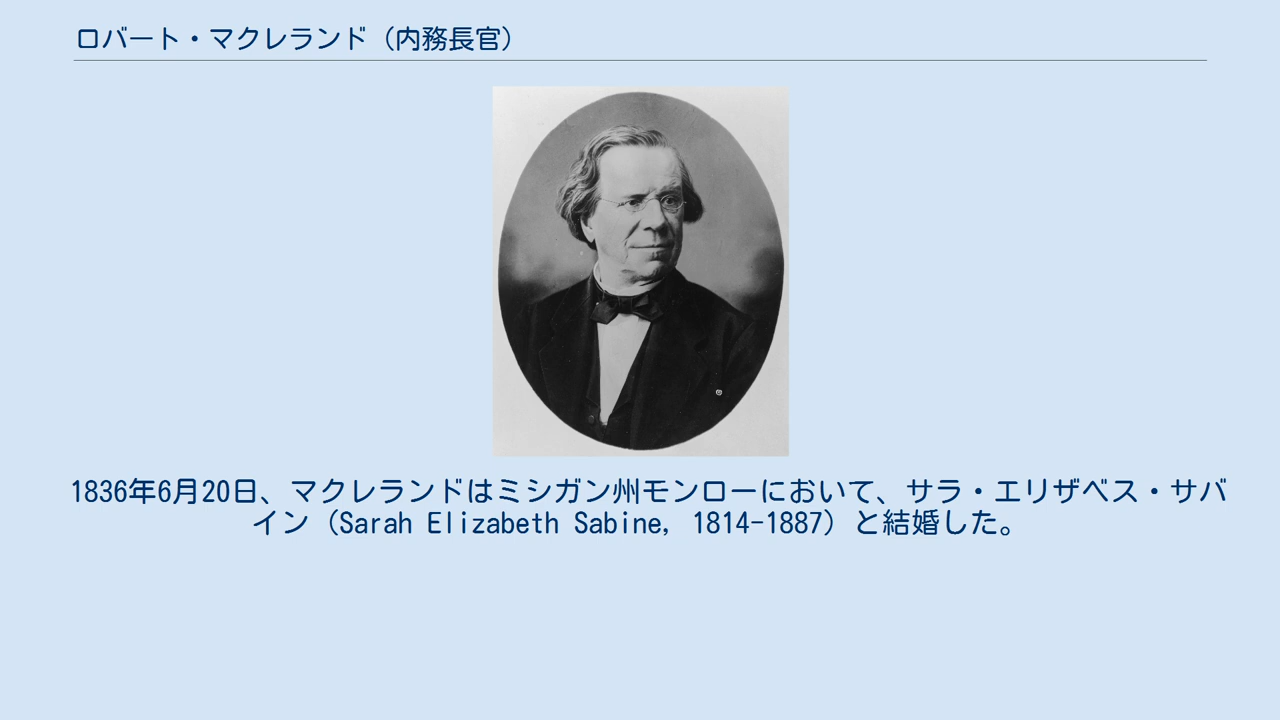 ロバート・マクレランド（内務長官）
1836年6月20日、マクレランドはミシガン州モンローにおいて、サラ・エリザベス・サバ
イン（Sarah Elizabeth Sabine, 1814-1887）と結婚した。